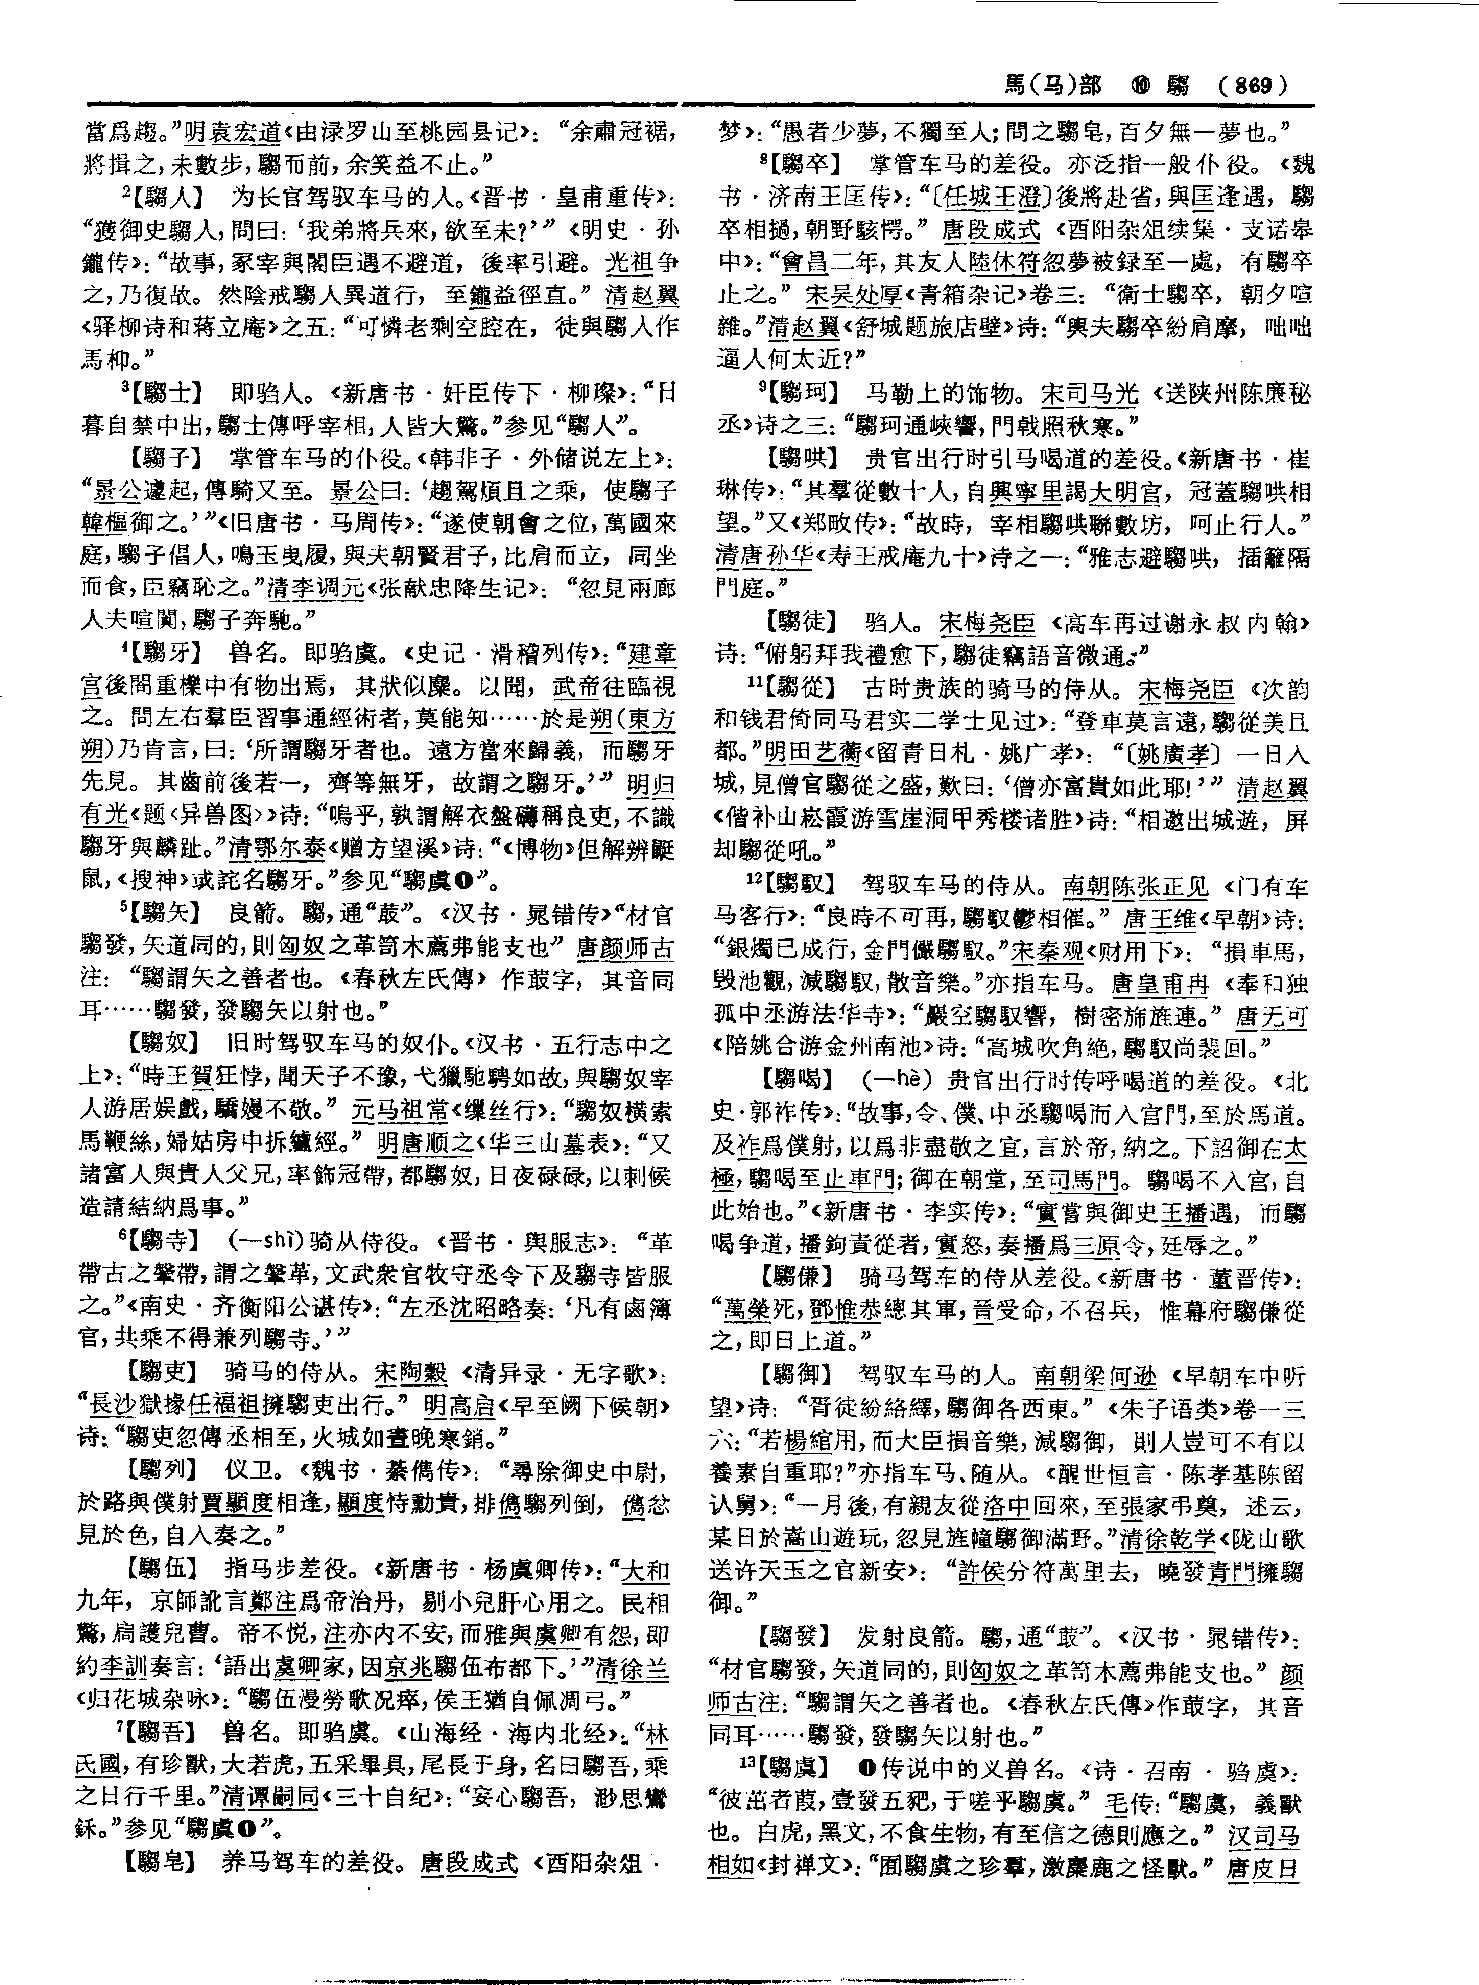 馬(马)部　⑩　騶　(869)
當爲趨。”明袁宏道《由渌罗山至桃园县记》：“余肅冠裾，
將揖之，未數步，騶而前，余笑益不止。”
2【騶人】　为长官驾驭车马的人。《晋书·皇甫重传》：
“獲御史騶人，問曰：‘我弟將兵來，欲至未？’”《明史·孙
鑨传》：“故事，冢宰與閣臣遇不避道，後率引避。光祖争
之，乃復故。然陰戒騶人異道行，至鑨益徑直。”清赵翼
《驿柳诗和蒋立庵》之五：“可憐老剩空腔在，徒與騶人作
馬枊。”
3【騶士】　即驺人。《新唐书·奸臣传下·柳璨》：“日
暮自禁中出，騶士傳呼宰相，人皆大驚。”参见“騶人”。
【騶子】　掌管车马的仆役。《韩非子·外储说左上》：
“景公遽起，傳騎又至。景公曰：‘趨駕煩且之乘，使騶子
韓樞御之。’”《旧唐书·马周传》：“遂使朝會之位，萬國來
庭，騶子倡人，鳴玉曳履，與夫朝賢君子，比肩而立，同坐
而食，臣竊恥之。”清李调元《张献忠降生记》：“忽見兩廊
人夫喧闐，騶子奔馳。”
4【騶牙】　兽名。即驺虞。《史记·滑稽列传》：“建章
宫後閤重櫟中有物出焉，其狀似麋。以聞，武帝往臨視
之。問左右羣臣習事通經術者，莫能知……於是朔（東方
朔）乃肯言，曰：‘所謂騶牙者也。遠方當來歸義，而騶牙
先見。其齒前後若一，齊等無牙，故謂之騶牙。’”明归
有光《题〈异兽图〉》诗：“嗚乎，孰謂解衣盤礴稱良吏，不識
騶牙與麟趾。”清鄂尔泰《赠方望溪》诗：“《博物》但解辨鼮
鼠，《搜神》或詫名騶牙。”参见“騶虞❶”。
5【騶矢】　良箭。騶，通“菆”。《汉书·晁错传》“材官
騶發，矢道同的，則匈奴之革笥木薦弗能支也”唐颜师古
注：“騶謂矢之善者也。《春秋左氏傳》作菆字，其音同
耳……騶發，發騶矢以射也。”
【騶奴】　旧时驾驭车马的奴仆。《汉书·五行志中之
上》：“時王賀狂悖，聞天子不豫，弋獵馳騁如故，與騶奴宰
人游居娱戲，驕嫚不敬。”元马祖常《缫丝行》：“騶奴横索
馬鞭絲，婦姑房中拆纑經。”明唐顺之《华三山墓表》：“又
諸富人與貴人父兄，率飾冠帶，都騶奴，日夜碌碌，以刺候
造請結納爲事。”
6【騶寺】　（—shì）骑从侍役。《晋书·舆服志》：“革
帶古之鞶帶，謂之鞶革，文武衆官牧守丞令下及騶寺皆服
之。”《南史·齐衡阳公谌传》：“左丞沈昭略奏：‘凡有鹵簿
官，共乘不得兼列騶寺。’”
【騶吏】　骑马的侍从。宋陶穀《清异录·无字歌》：
“長沙獄掾任福祖擁騶吏出行。”明高启《早至阙下候朝》
诗：“騶吏忽傳丞相至，火城如晝晚寒銷。”
【騶列】　仪卫。《魏书·綦儁传》：“尋除御史中尉，
於路與僕射賈顯度相逢，顯度恃勳貴，排儁騶列倒，儁忿
見於色，自入奏之。”
【騶伍】　指马步差役。《新唐书·杨虞卿传》：“大和
九年，京師訛言鄭注爲帝治丹，剔小兒肝心用之。民相
驚，扃護兒曹。帝不悦，注亦内不安，而雅與虞卿有怨，即
約李訓奏言：‘語出虞卿家，因京兆騶伍布都下。’”清徐兰
《归花城杂咏》：“騶伍漫勞歌况瘁，侯王猶自佩凋弓。”
7【騶吾】　兽名。即驺虞。《山海经·海内北经》：“林
氏國，有珍獸，大若虎，五采畢具，尾長于身，名曰騶吾，乘
之日行千里。”清谭嗣同《三十自纪》：“妄心騶吾，渺思鸞
龢。”参见“騶虞❶”。
【騶皂】　养马驾车的差役。唐段成式《酉阳杂俎·
梦》：“愚者少夢，不獨至人；問之騶皂，百夕無一夢也。”
8【騶卒】　掌管车马的差役。亦泛指一般仆役。《魏
书·济南王匡传》：“〔任城王澄〕後將赴省，與匡逢遇，騶
卒相撾，朝野駭愕。”唐段成式《酉阳杂俎续集·支诺皋
中》：“會昌二年，其友人陸休符忽夢被録至一處，有騶卒
止之。”宋吴处厚《青箱杂记》卷三：“衛士騶卒，朝夕喧
雜。”清赵翼《舒城题旅店壁》诗：“輿夫騶卒紛肩摩，咄咄
逼人何太近？”
9【騶珂】　马勒上的饰物。宋司马光《送陕州陈廉秘
丞》诗之三：“騶珂通峽響，門戟照秋寒。”
【騶哄】　贵官出行时引马喝道的差役。《新唐书·崔
琳传》：“其羣從數十人，自興寧里謁大明宫，冠蓋騶哄相
望。”又《郑畋传》：“故時，宰相騶哄聯數坊，呵止行人。”
清唐孙华《寿王戒庵九十》诗之一：“雅志避騶哄，插籬隔
門庭。”
【騶徒】　驺人。宋梅尧臣《高车再过谢永叔内翰》
诗：“俯躬拜我禮愈下，騶徒竊語音微通。”
11【騶從】　古时贵族的骑马的侍从。宋梅尧臣《次韵
和钱君倚同马君实二学士见过》：“登車莫言遠，騶從美且
都。”明田艺蘅《留青日札·姚广孝》：“〔姚廣孝〕一日入
城，見僧官騶從之盛，歎曰：‘僧亦富貴如此耶！’”清赵翼
《偕补山崧霞游雪崖洞甲秀楼诸胜》诗：“相邀出城遊，屏
却騶從吼。”
12【騶馭】　驾驭车马的侍从。南朝陈张正见《门有车
马客行》：“良時不可再，騶馭鬱相催。”唐王维《早朝》诗：
“銀燭已成行，金門儼騶馭。”宋秦观《财用下》：“損車馬，
毁池觀，減騶馭，散音樂。”亦指车马。唐皇甫冉《奉和独
孤中丞游法华寺》：“巖空騶馭響，樹密旆旌連。”唐无可
《陪姚合游金州南池》诗：“高城吹角絶，騶馭尚裴回。”
【騶喝】　（—hè）贵官出行时传呼喝道的差役。《北
史·郭祚传》：“故事，令、僕、中丞騶喝而入宫門，至於馬道。
及祚爲僕射，以爲非盡敬之宜，言於帝，納之。下詔御在太
極，騶喝至止車門；御在朝堂，至司馬門。騶喝不入宫，自
此始也。”《新唐书·李实传》：“實嘗與御史王播遇，而騶
喝争道，播鉤責從者，實怒，奏播爲三原令，廷辱之。”
【騶傔】　骑马驾车的侍从差役。《新唐书·董晋传》：
“萬榮死，鄧惟恭總其軍，晉受命，不召兵，惟幕府騶傔從
之，即日上道。”
【騶御】　驾驭车马的人。南朝梁何逊《早朝车中听
望》诗：“胥徒紛絡繹，騶御各西東。”《朱子语类》卷一三
六：“若楊綰用，而大臣損音樂，減騶御，則人豈可不有以
養素自重耶？”亦指车马、随从。《醒世恒言·陈孝基陈留
认舅》：“一月後，有親友從洛中回來，至張家弔奠，述云，
某日於嵩山遊玩，忽見旌幢騶御滿野。”清徐乾学《陇山歌
送许天玉之官新安》：“許侯分符萬里去，曉發青門擁騶
御。”
【騶發】　发射良箭。騶，通“菆”。《汉书·晁错传》：
“材官騶發，矢道同的，則匈奴之革笥木薦弗能支也。”颜
师古注：“騶謂矢之善者也。《春秋左氏傳》作菆字，其音
同耳……騶發，發騶矢以射也。”
13【騶虞】　❶传说中的义兽名。《诗·召南·驺虞》：
“彼茁者葭，壹發五豝，于嗟乎騶虞。”毛传：“騶虞，義獸
也。白虎，黑文，不食生物，有至信之德則應之。”汉司马
相如《封禅文》：“囿騶虞之珍羣，激麋鹿之怪獸。”唐皮日